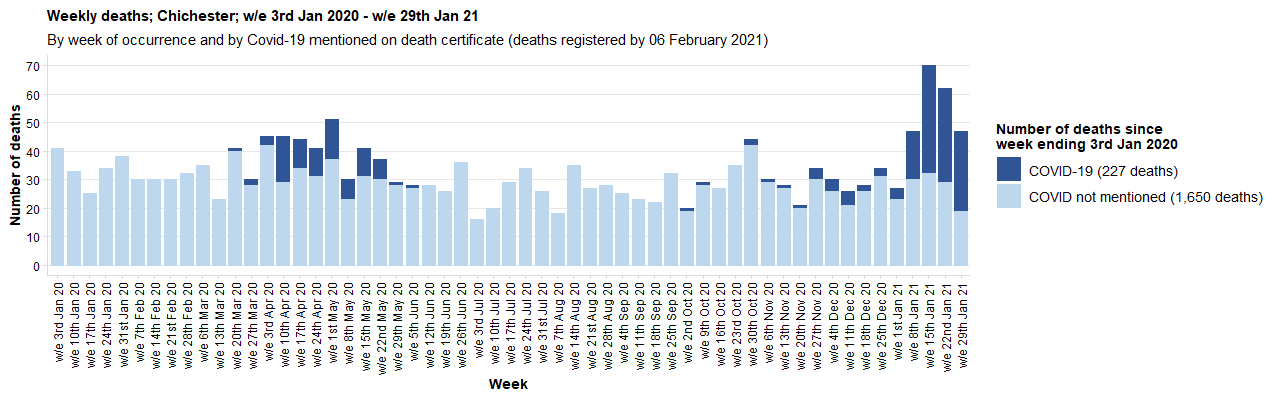 Weekly deaths; Chichester; w/e 3rd Jan 2020 - w/e 29th Jan 21
By week of occurrence and by Covid-19 mentioned on death certificate (deaths registered by 06 February 2021)
Number of deaths
70
60
50
40
30
20
10
0
w/e 3rd Jan 20
w/e 10th Jan 20
w/e 17th Jan 20
w/e 24th Jan 20
w/e 31st Jan 20
w/e 7th Feb 20
w/e 14th Feb 20
w/e 21st Feb 20
w/e 28th Feb 20
w/e 6th Mar 20
w/e 13th Mar 20
w/e 20th Mar 20
w/e 27th Mar 20
w/e 3rd Apr 20
w/e 10th Apr 20
w/e 17th Apr 20
w/e 24th Apr 20
w/e 1st May 20
w/e 8th May 20
w/e 15th May 20
w/e 22nd May 20
w/e 29th May 20
w/e 5th Jun 20
w/e 12th Jun 20
w/e 19th Jun 20
w/e 26th Jun 20
w/e 3rd Jul 20
w/e 10th Jul 20
w/e 17th Jul 20
w/e 24th Jul 20
w/e 31st Jul 20
w/e 7th Aug 20
w/e 14th Aug 20
w/e 21st Aug 20
w/e 28th Aug 20
w/e 4th Sep 20
w/e 11th Sep 20
w/e 18th Sep 20
w/e 25th Sep 20
w/e 2nd Oct 20
w/e 9th Oct 20
w/e 16th Oct 20
w/e 23rd Oct 20
w/e 30th Oct 20
w/e 6th Nov 20
w/e 13th Nov 20
w/e 20th Nov 20
w/e 27th Nov 20
w/e 4th Dec 20
w/e 11th Dec 20
w/e 18th Dec 20
w/e 25th Dec 20
w/e 1st Jan 21
w/e 8th Jan 21
w/e 15th Jan 21
w/e 22nd Jan 21
w/e 29th Jan 21
Week
Number of deaths since
week ending 3rd Jan 2020
COVID-19 (227 deaths)
COVID not mentioned (1,650 deaths)